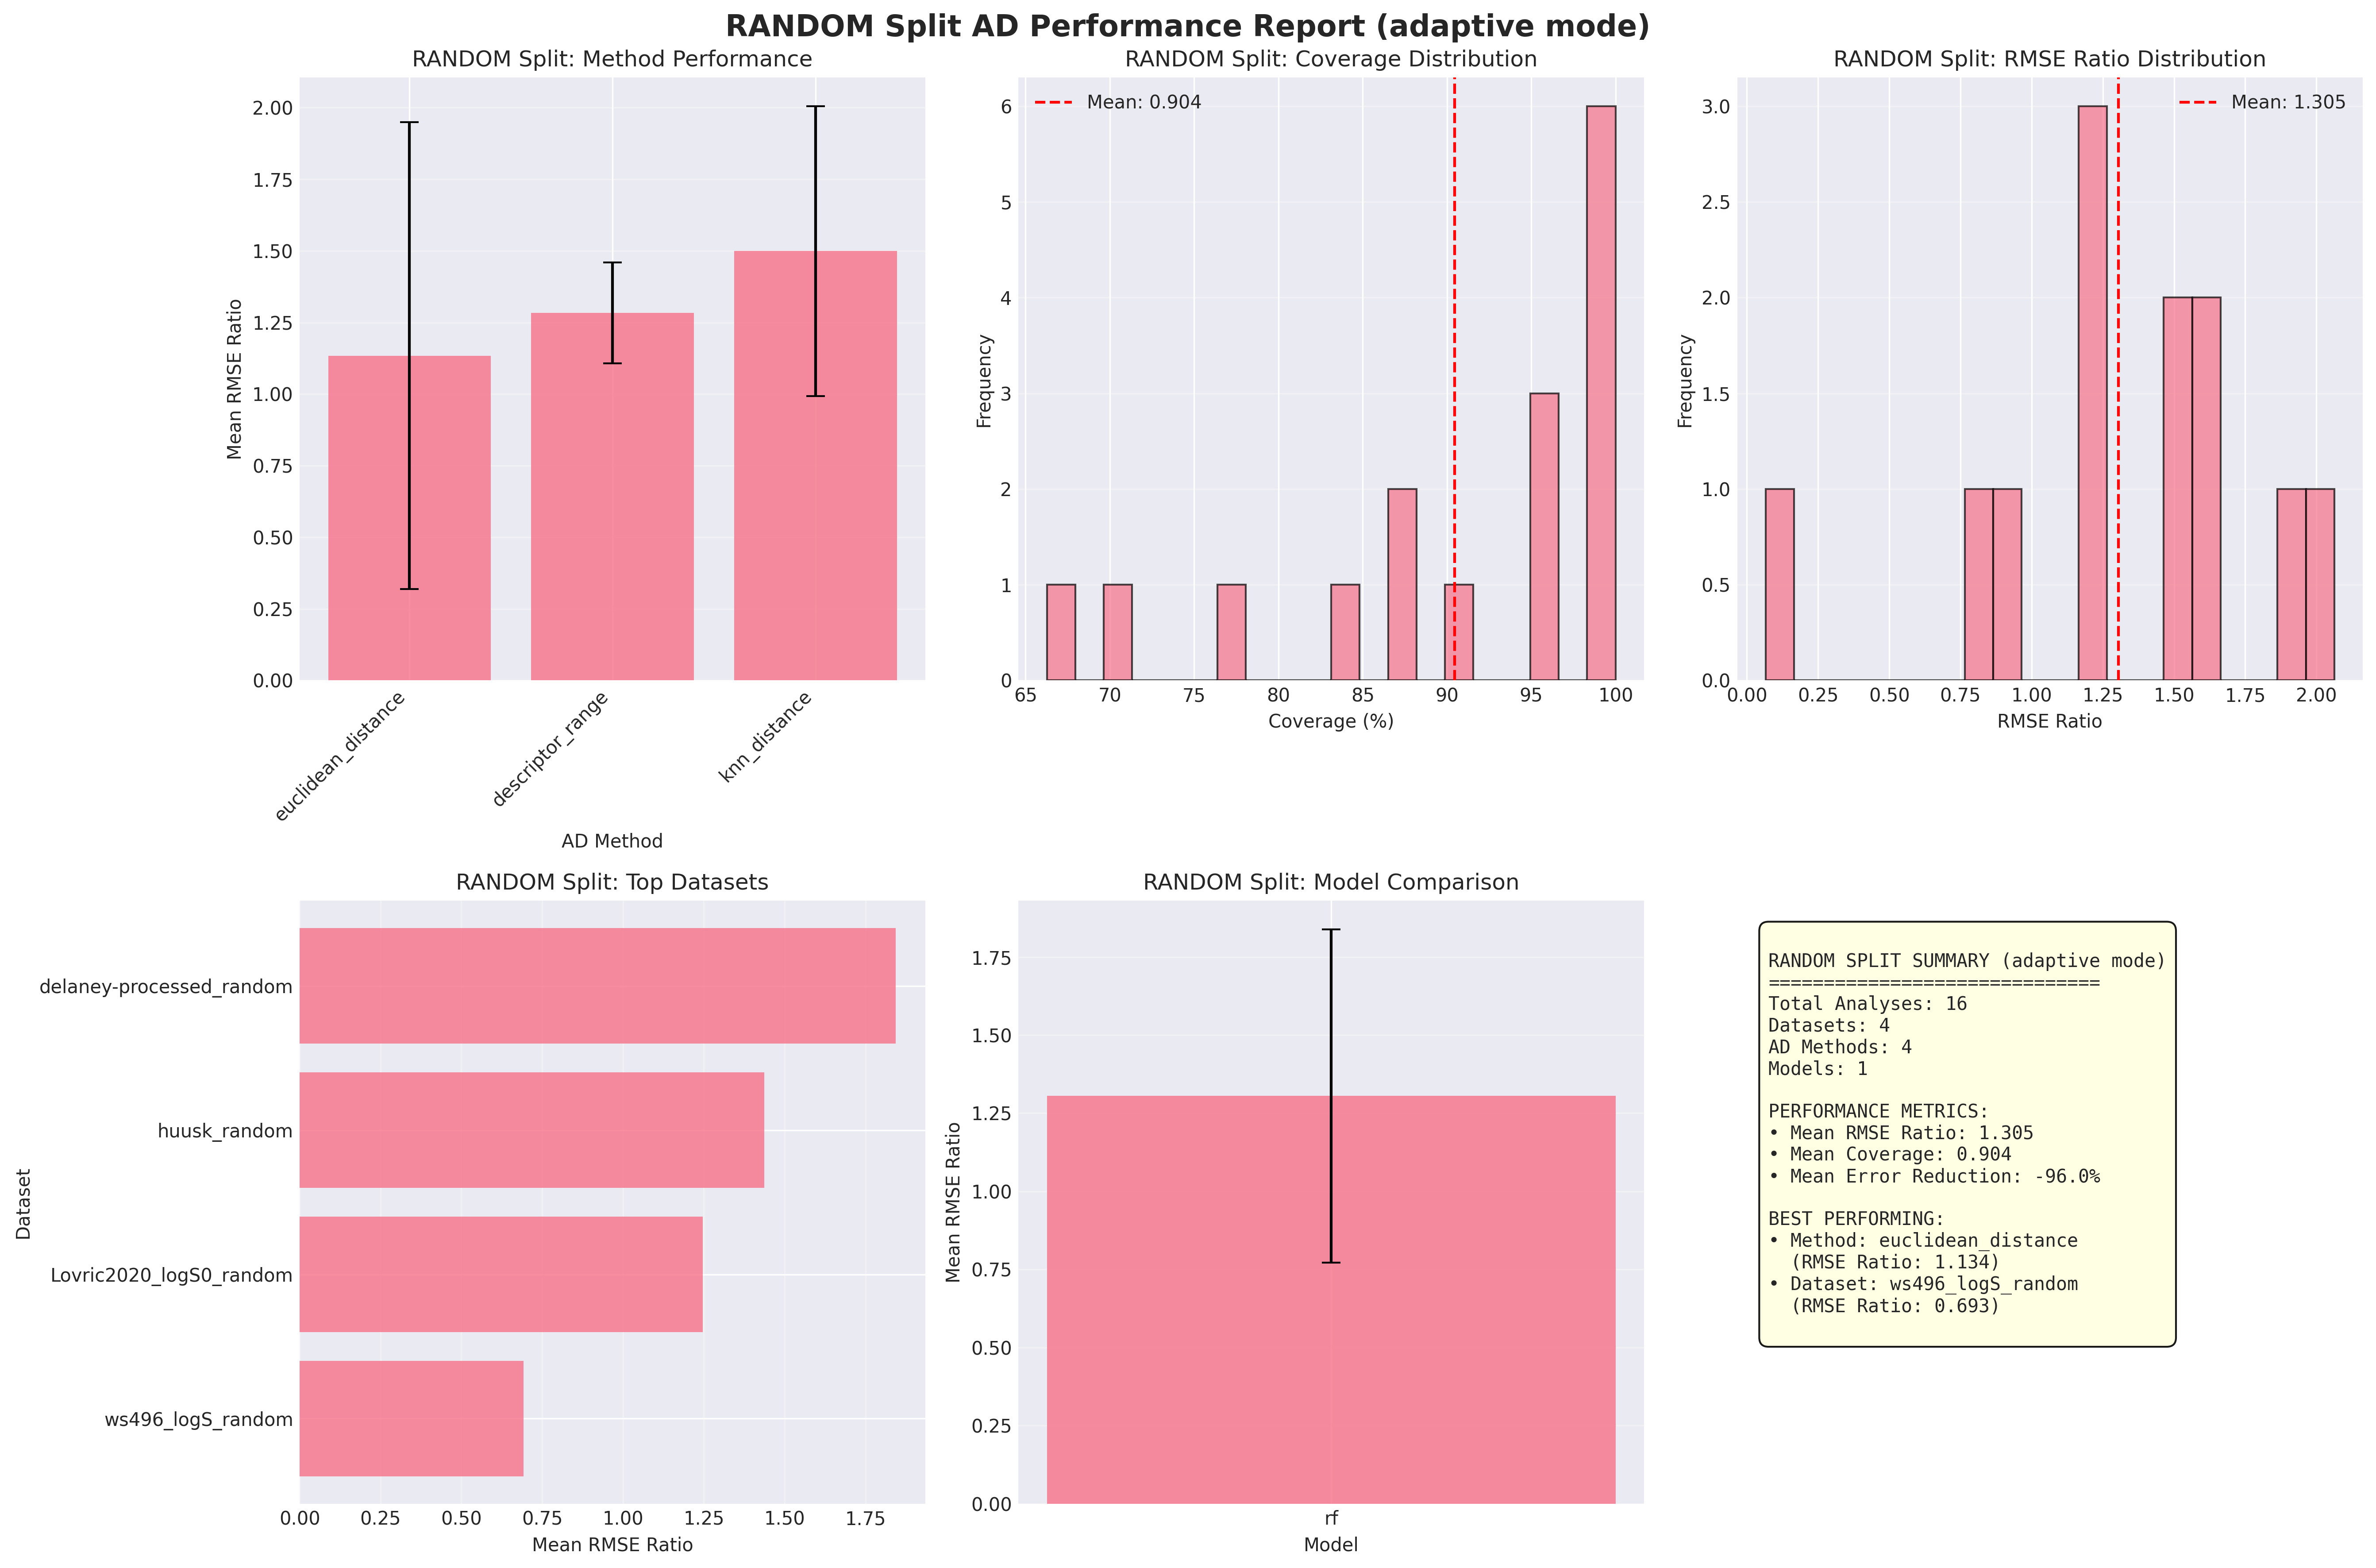 RANDOM Split AD Performance Report (adaptive mode)
RANDOM Split: Method Performance
Mean RMSE Ratio
2.00
1.75
1.50
1.25
1.00
0.75
0.50
0.25
0.00
euclidean_distance
descriptor_range
knn_distance
AD Method
RANDOM Split: Coverage Distribution
Mean: 0.904
Frequency
6
5
4
3
2
1
0
65 70 75 80 85 90 95 100
Coverage (%)
RANDOM Split: RMSE Ratio Distribution
Mean: 1.305
Frequency
3.0
2.5
2.0
1.5
1.0
0.5
0.0
0.00 0.25 0.50 0.75 1.00 1.25 1.50 1.75 2.00
RMSE Ratio
RANDOM Split: Top Datasets
Dataset
delaney-processed_random
huusk_random
Lovric2020_logS0_random
ws496_logS_random
0.00 0.25 0.50 0.75 1.00 1.25 1.50 1.75
Mean RMSE Ratio
RANDOM Split: Model Comparison
Mean RMSE Ratio
1.75
1.50
1.25
1.00
0.75
0.50
0.25
0.00
rf
Model
RANDOM SPLIT SUMMARY (adaptive mode)
==============================
Total Analyses: 16
Datasets: 4
AD Methods: 4
Models: 1
PERFORMANCE METRICS:
• Mean RMSE Ratio: 1.305
• Mean Coverage: 0.904
• Mean Error Reduction: -96.0%
BEST PERFORMING:
• Method: euclidean_distance
(RMSE Ratio: 1.134)
• Dataset: ws496_logS_random
(RMSE Ratio: 0.693)